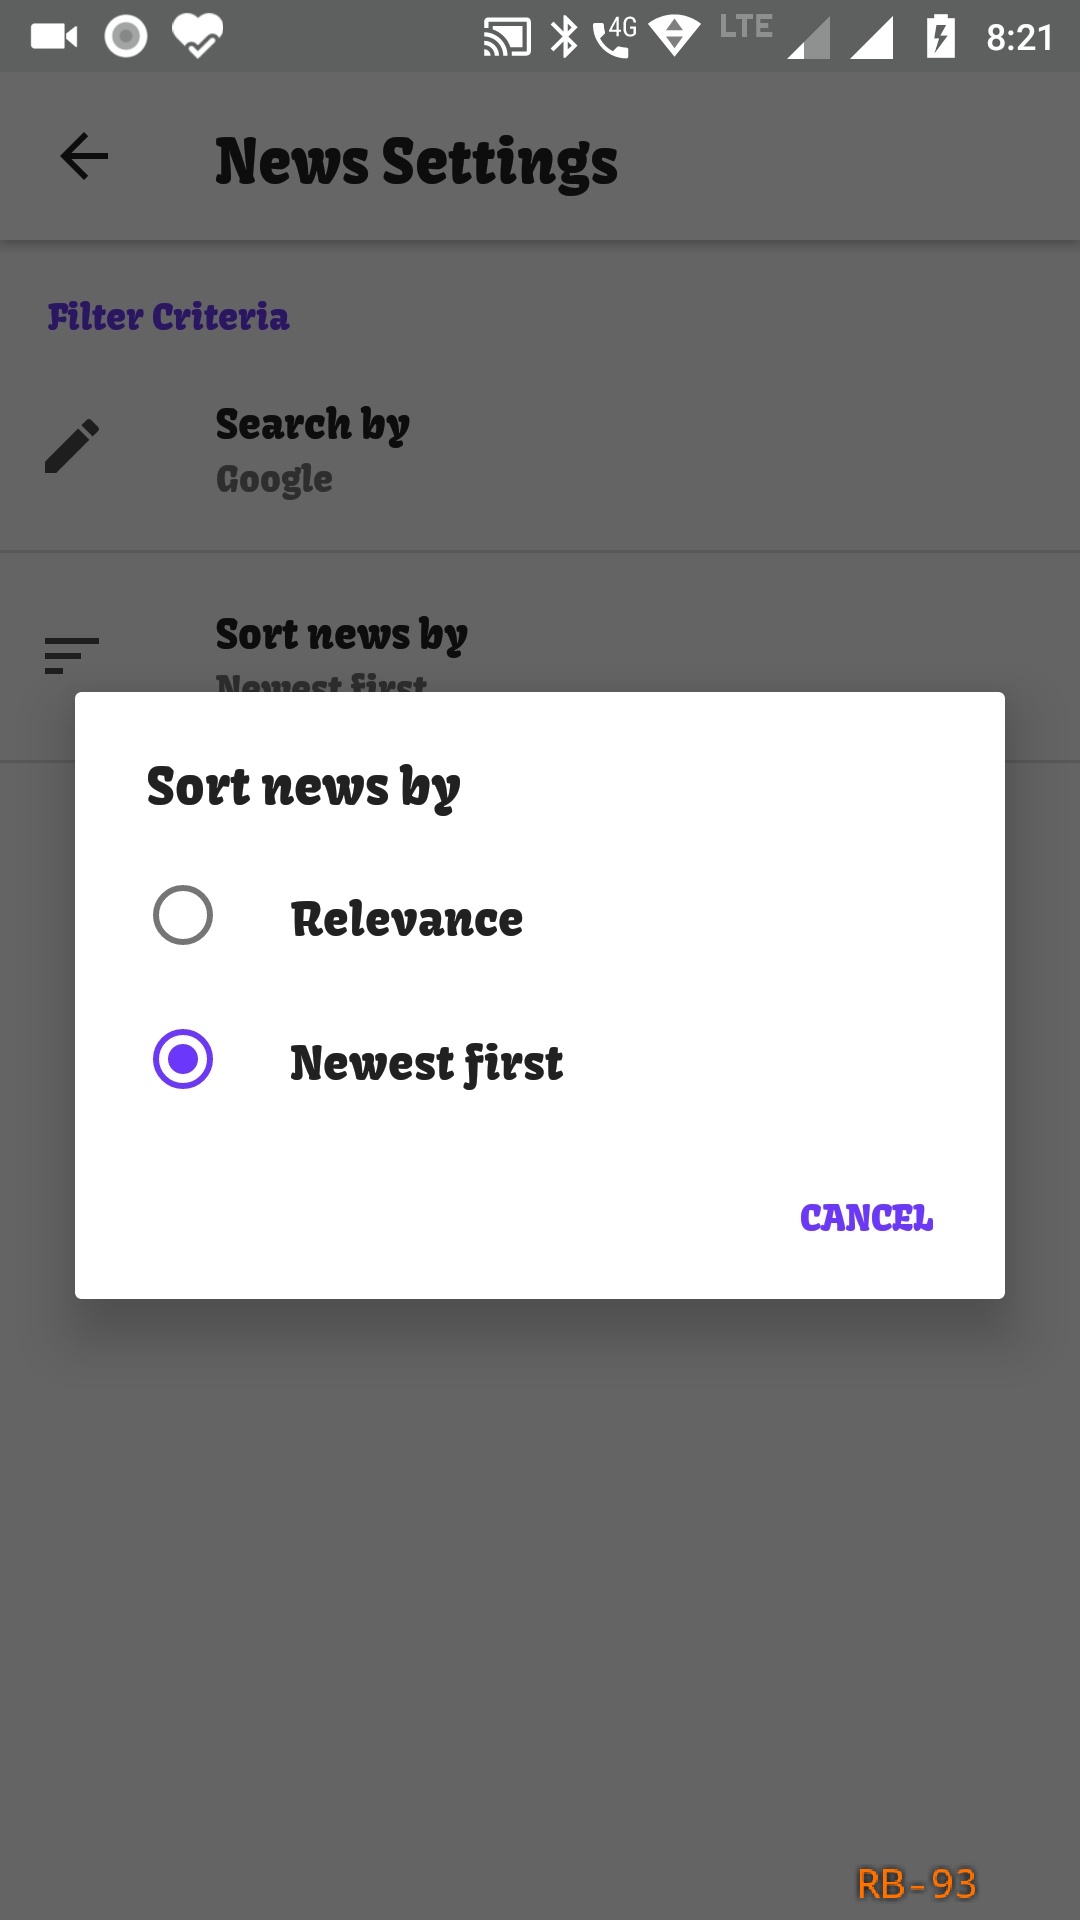 4G LTE 8:21
News Settings
Filter Criteria
Search by
Google
Sort news by
Newest first
Sort news by
Relevance
Newest first
CANCEL
RB-93